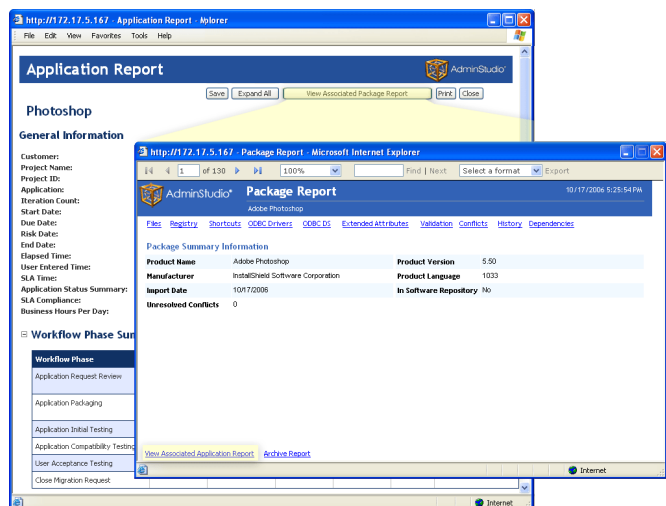 http://172.17.5.167 - Application Report - Mplorer
File Edit View Favorites Tools Help
Application Report
AdminStudio®
Save Expand All View Associated Package Report Print Close
Photoshop
General Information
Customer:
Project Name:
Project ID:
Application:
Iteration Count:
Start Date:
Due Date:
Risk Date:
End Date:
Elapsed Time:
User Entered Time:
SLA Time:
Application Status Summary:
SLA Compliance:
Business Hours Per Day:
Workflow Phase Sum
Workflow Phase
Application Request Review
Application Packaging
Application Initial Testing
Application Compatibility Testing
User Acceptance Testing
Close Migration Request
Internet
http://172.17.5.167 - Package Report - Microsoft Internet Explorer
1 of 130 100% Find | Next Select a format Export
AdminStudio® Package Report 10/17/2006 5:25:54 PM
Adobe Photoshop
Files Registry Shortcuts ODBC Drivers ODBC DS Extended Attributes Validation Conflicts History Dependencies
Package Summary Information
Product Name Adobe Photoshop Product Version 5.50
Manufacturer InstallShield Software Corporation Product Language 1033
Import Date 10/17/2006 In Software Repository No
Unresolved Conflicts 0
View Associated Application Report Archive Report
Internet